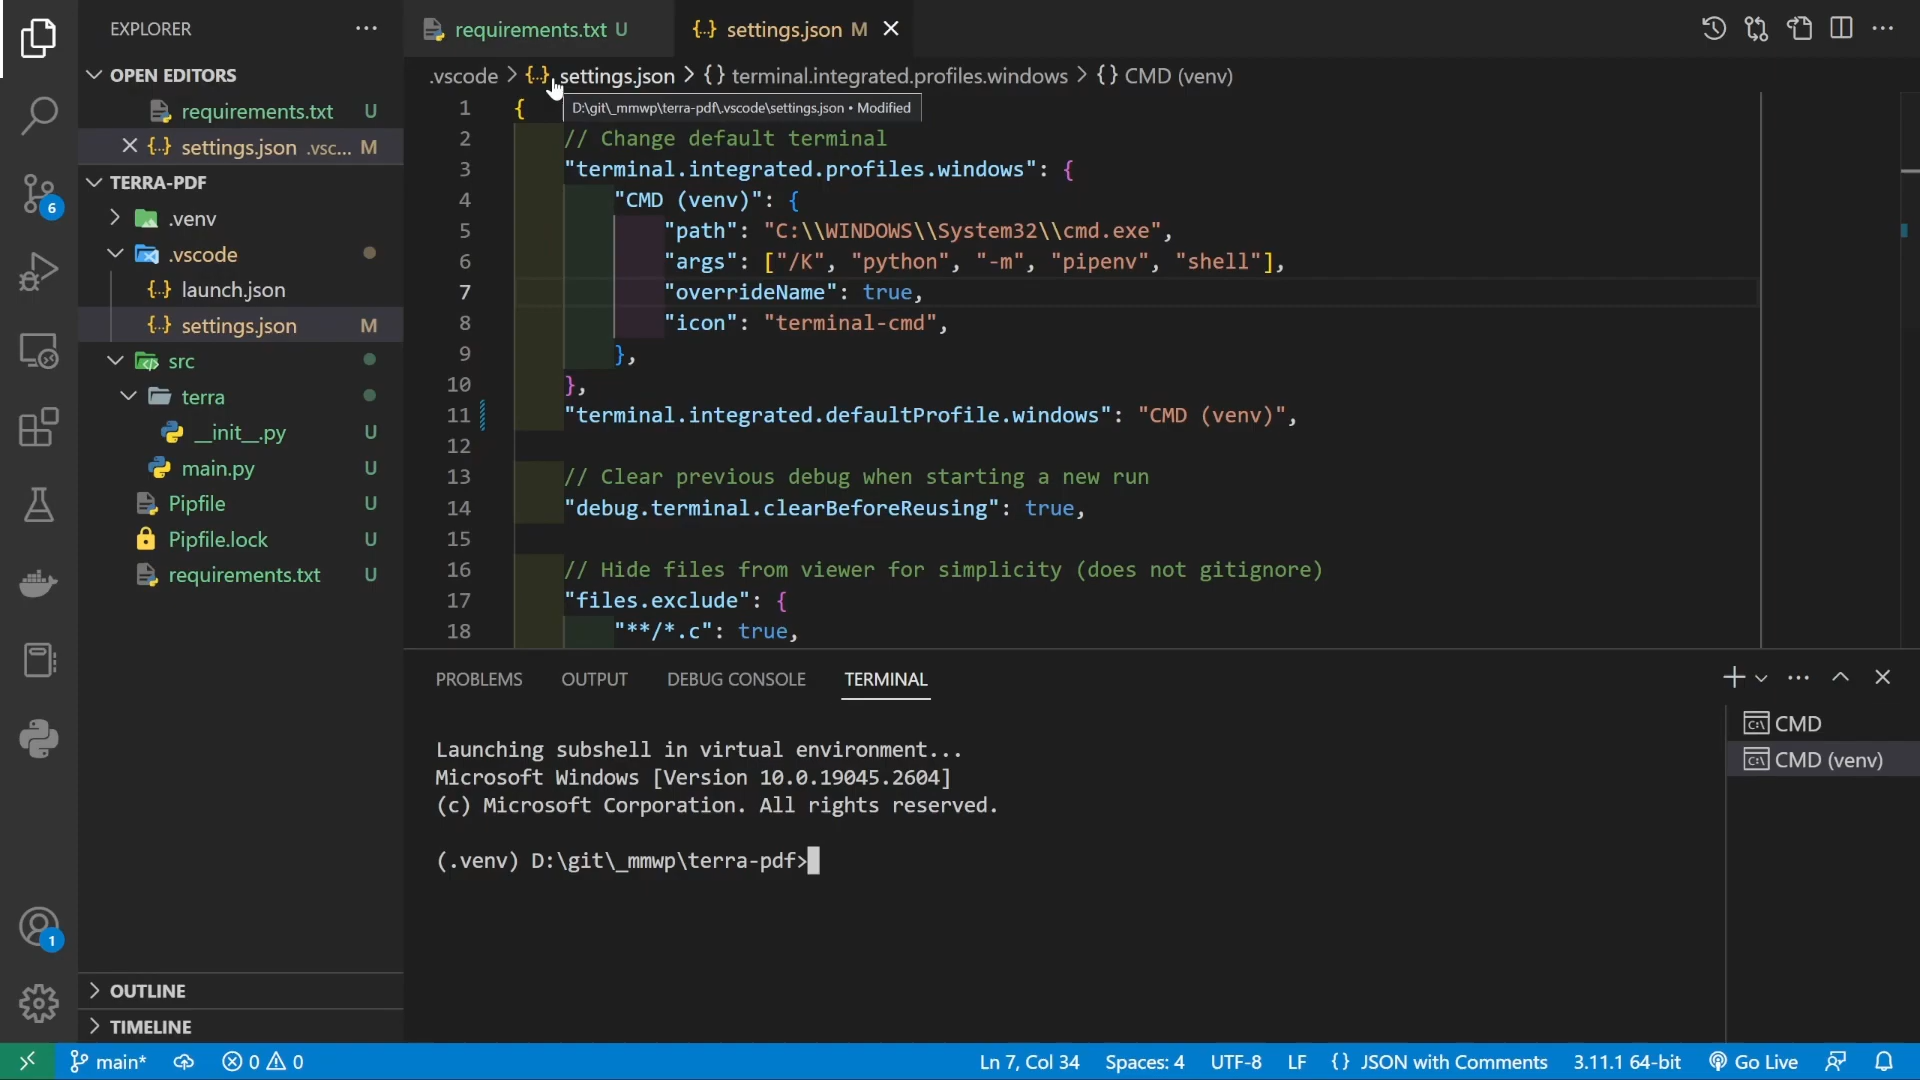 EXPLORER
OPEN EDITORS
requirements.txt U
settings.json .vsc... M
TERRA-PDF
.venv
.vscode
launch.json
settings.json M
src
terra
__init__.py U
main.py U
Pipfile U
Pipfile.lock U
requirements.txt U
OUTLINE
TIMELINE
6
1
requirements.txt U
settings.json M
.vscode > settings.json > {} terminal.integrated.profiles.windows > {} CMD (venv)
D:\git\_mmwp\terra-pdf\.vscode\settings.json • Modified
1 {
2 // Change default terminal
3 "terminal.integrated.profiles.windows": {
4 "CMD (venv)": {
5 "path": "C:\\WINDOWS\\System32\\cmd.exe",
6 "args": ["/K", "python", "-m", "pipenv", "shell"],
7 "overrideName": true,
8 "icon": "terminal-cmd",
9 },
10 },
11 "terminal.integrated.defaultProfile.windows": "CMD (venv)",
12
13 // Clear previous debug when starting a new run
14 "debug.terminal.clearBeforeReusing": true,
15
16 // Hide files from viewer for simplicity (does not gitignore)
17 "files.exclude": {
18 "**/*.c": true,
PROBLEMS OUTPUT DEBUG CONSOLE TERMINAL
Launching subshell in virtual environment...
Microsoft Windows [Version 10.0.19045.2604]
(c) Microsoft Corporation. All rights reserved.
(.venv) D:\git\_mmwp\terra-pdf>
CMD
CMD (venv)
main* 0 0 Ln 7, Col 34 Spaces: 4 UTF-8 LF {} JSON with Comments 3.11.1 64-bit Go Live